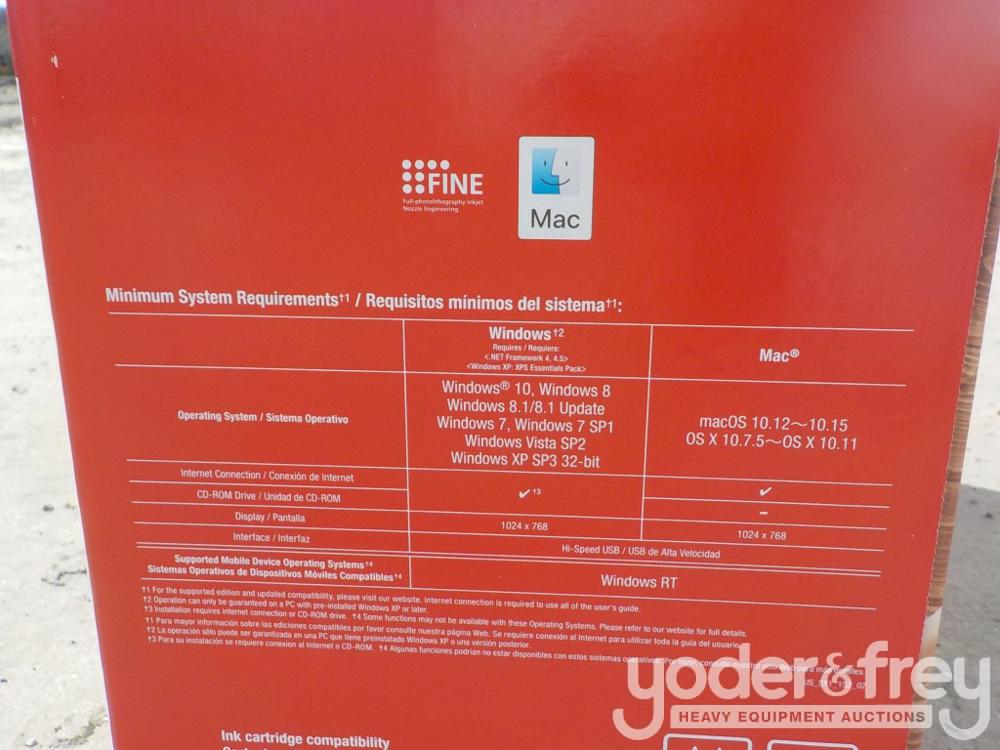 FINE
Full-photolithography Inkjet
Nozzle Engineering
Mac
Minimum System Requirements†1 / Requisitos mínimos del sistema†1:
Windows†2
Requires / Requiere:
<.NET Framework 4, 4.5>
<Windows XP: XPS Essentials Pack>
Mac®
Operating System / Sistema Operativo
Windows® 10, Windows 8
Windows 8.1/8.1 Update
Windows 7, Windows 7 SP1
Windows Vista SP2
Windows XP SP3 32-bit
macOS 10.12～10.15
OS X 10.7.5～OS X 10.11
Internet Connection / Conexión de Internet
✔†3
✔
CD-ROM Drive / Unidad de CD-ROM
–
Display / Pantalla
1024 x 768
1024 x 768
Interface / Interfaz
Hi-Speed USB / USB de Alta Velocidad
Supported Mobile Device Operating Systems†4
Sistemas Operativos de Dispositivos Móviles Compatibles†4
Windows RT
†1 For the supported edition and updated compatibility, please visit our website. Internet connection is required to use all of the user's guide.
†2 Operation can only be guaranteed on a PC with pre-installed Windows XP or later.
†3 Installation requires internet connection or CD-ROM drive. †4 Some functions may not be available with these Operating Systems. Please refer to our website for full details.
†1 Para mayor información sobre las ediciones compatibles por favor consulte nuestra página Web. Se requiere conexión al Internet para utilizar toda la guía del usuario.
†2 La operación sólo puede ser garantizada en una PC que tiene preinstalado Windows XP o una versión posterior.
†3 Para su instalación se requiere conexion al Internet o CD-ROM. †4 Algunas funciones podrían no estar disponibles con estos sistemas operativos. Por favor, consulte nuestro sitio Web para más detalles.
yoder&frey
HEAVY EQUIPMENT AUCTIONS
Ink cartridge compatibility